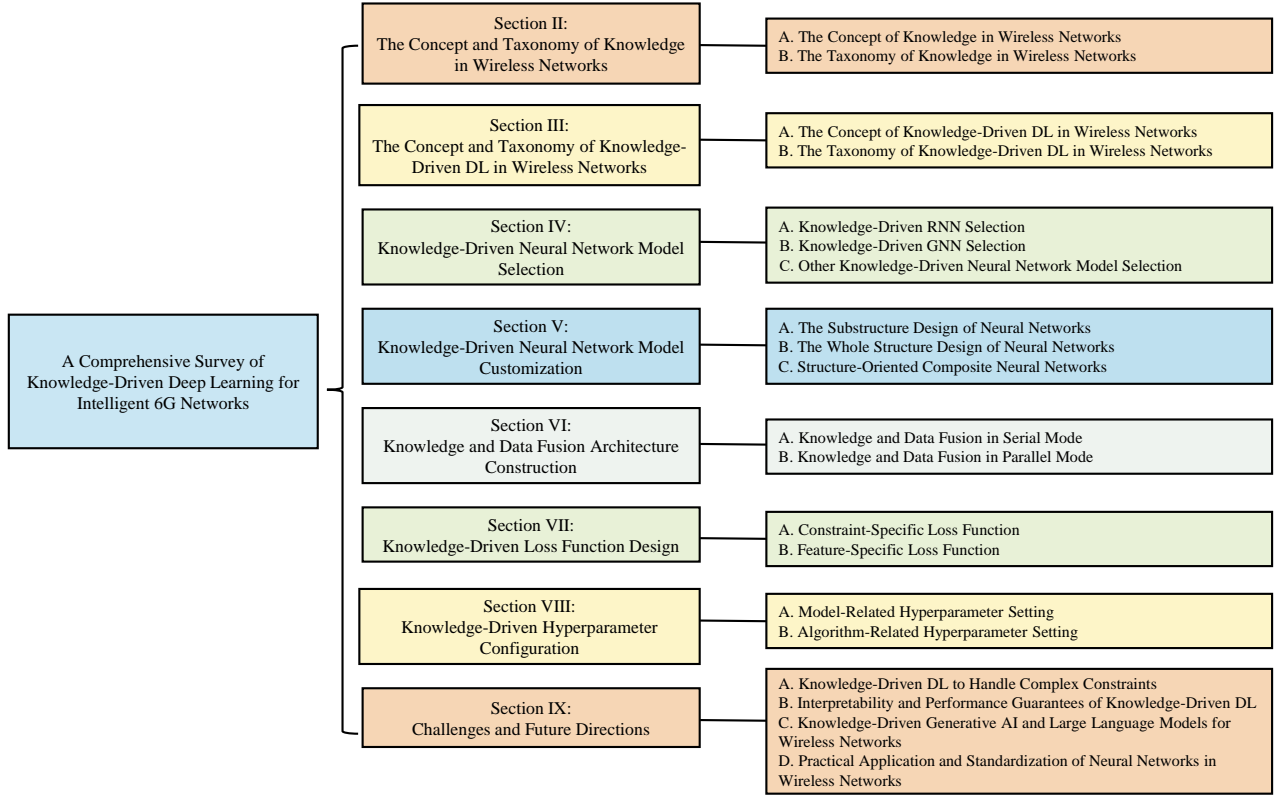 A Comprehensive Survey of
Knowledge-Driven Deep Learning for
Intelligent 6G Networks
Section II:
The Concept and Taxonomy of Knowledge
in Wireless Networks
A. The Concept of Knowledge in Wireless Networks
B. The Taxonomy of Knowledge in Wireless Networks
Section III:
The Concept and Taxonomy of Knowledge-
Driven DL in Wireless Networks
A. The Concept of Knowledge-Driven DL in Wireless Networks
B. The Taxonomy of Knowledge-Driven DL in Wireless Networks
Section IV:
Knowledge-Driven Neural Network Model
Selection
A. Knowledge-Driven RNN Selection
B. Knowledge-Driven GNN Selection
C. Other Knowledge-Driven Neural Network Model Selection
Section V:
Knowledge-Driven Neural Network Model
Customization
A. The Substructure Design of Neural Networks
B. The Whole Structure Design of Neural Networks
C. Structure-Oriented Composite Neural Networks
Section VI:
Knowledge and Data Fusion Architecture
Construction
A. Knowledge and Data Fusion in Serial Mode
B. Knowledge and Data Fusion in Parallel Mode
Section VII:
Knowledge-Driven Loss Function Design
A. Constraint-Specific Loss Function
B. Feature-Specific Loss Function
Section VIII:
Knowledge-Driven Hyperparameter
Configuration
A. Model-Related Hyperparameter Setting
B. Algorithm-Related Hyperparameter Setting
Section IX:
Challenges and Future Directions
A. Knowledge-Driven DL to Handle Complex Constraints
B. Interpretability and Performance Guarantees of Knowledge-Driven DL
C. Knowledge-Driven Generative AI and Large Language Models for
Wireless Networks
D. Practical Application and Standardization of Neural Networks in
Wireless Networks